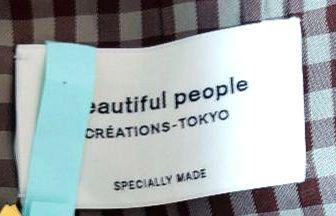 eautiful people
CRÉATIONS-TOKYO
SPECIALLY MADE